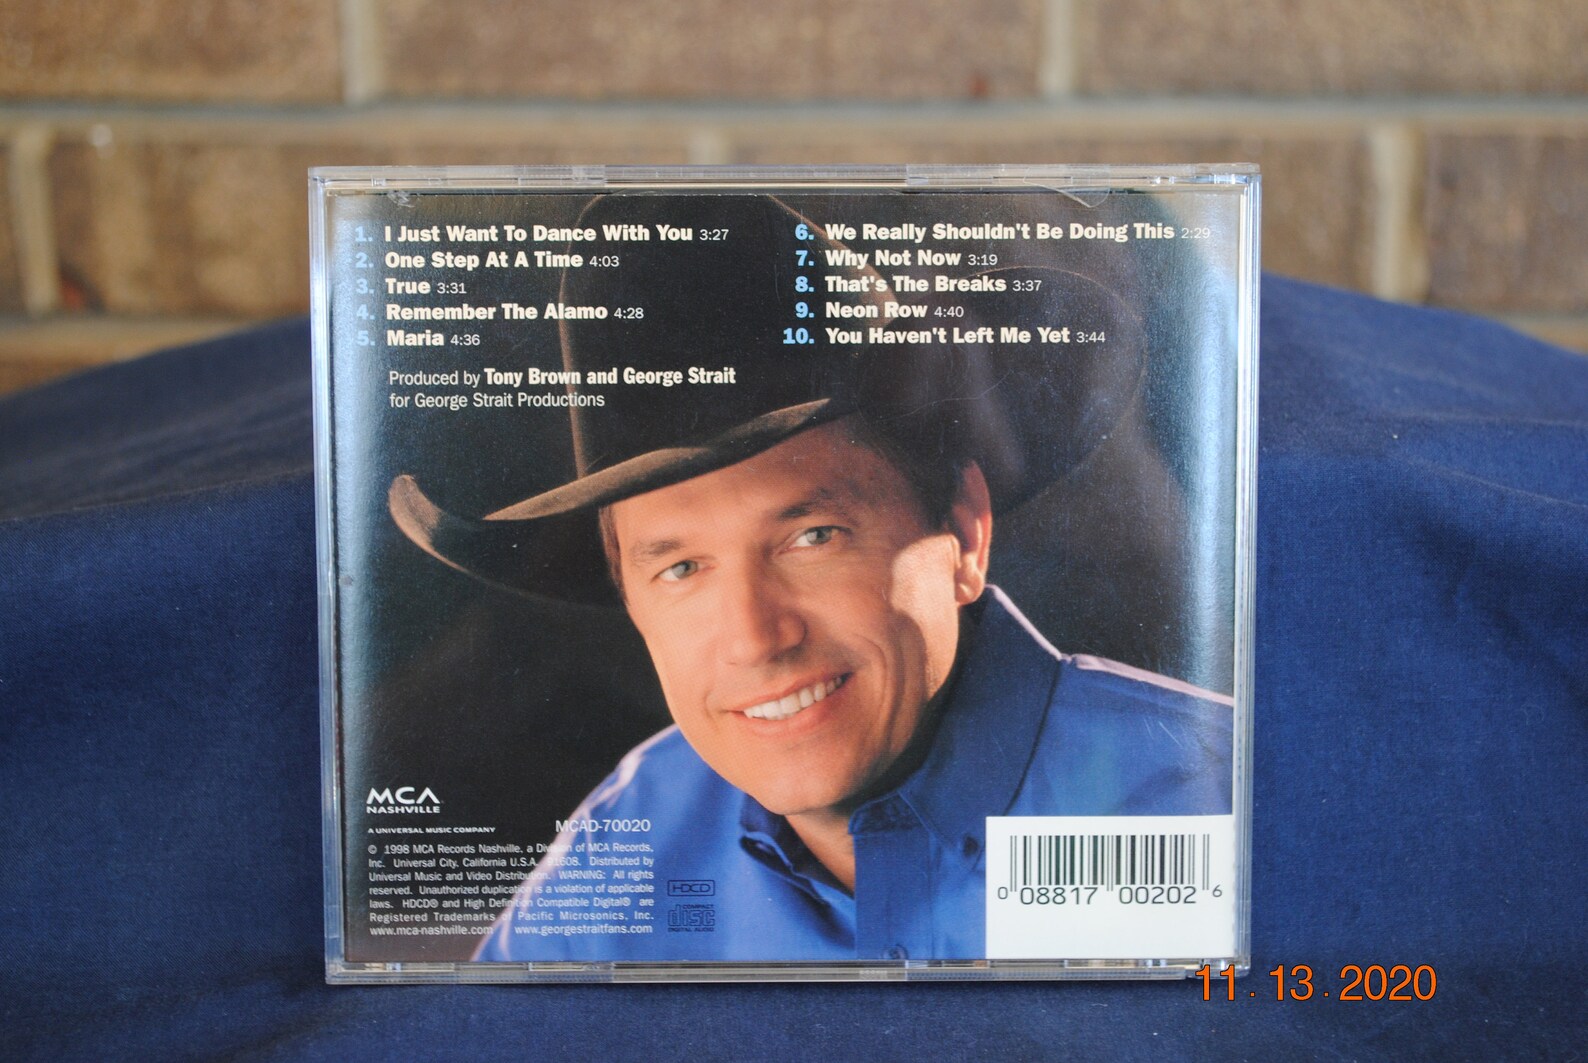 1. I Just Want To Dance With You 3:27
2. One Step At A Time 4:03
3. True 3:31
4. Remember The Alamo 4:28
5. Maria 4:36
6. We Really Shouldn't Be Doing This 2:29
7. Why Not Now 3:19
8. That's The Breaks 3:37
9. Neon Row 4:40
10. You Haven't Left Me Yet 3:44
Produced by Tony Brown and George Strait
for George Strait Productions
MCA
NASHVILLE
A UNIVERSAL MUSIC COMPANY
MCAD-70020
© 1998 MCA Records Nashville, a Division of MCA Records,
Inc. Universal City, California U.S.A. 91608. Distributed by
Universal Music and Video Distribution. WARNING: All rights
reserved. Unauthorized duplication is a violation of applicable
laws. HDCD® and High Definition Compatible Digital® are
Registered Trademarks of Pacific Microsonics, Inc.
www.mca-nashville.com www.georgestraitfans.com
HDCD
COMPACT
disc
DIGITAL AUDIO
0 08817 00202 6
11.13.2020